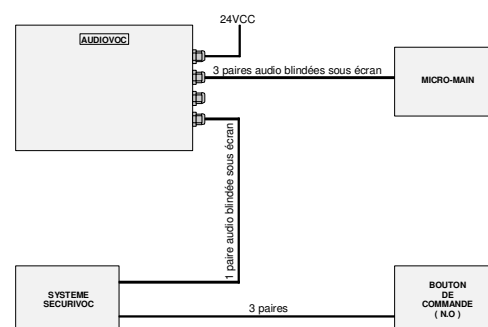 24VCC
AUDIOVOC
3 paires audio blindées sous écran
MICRO-MAIN
1 paire audio blindée sous écran
SYSTEME
SECURIVOC
3 paires
BOUTON
DE
COMMANDE
( N.O )